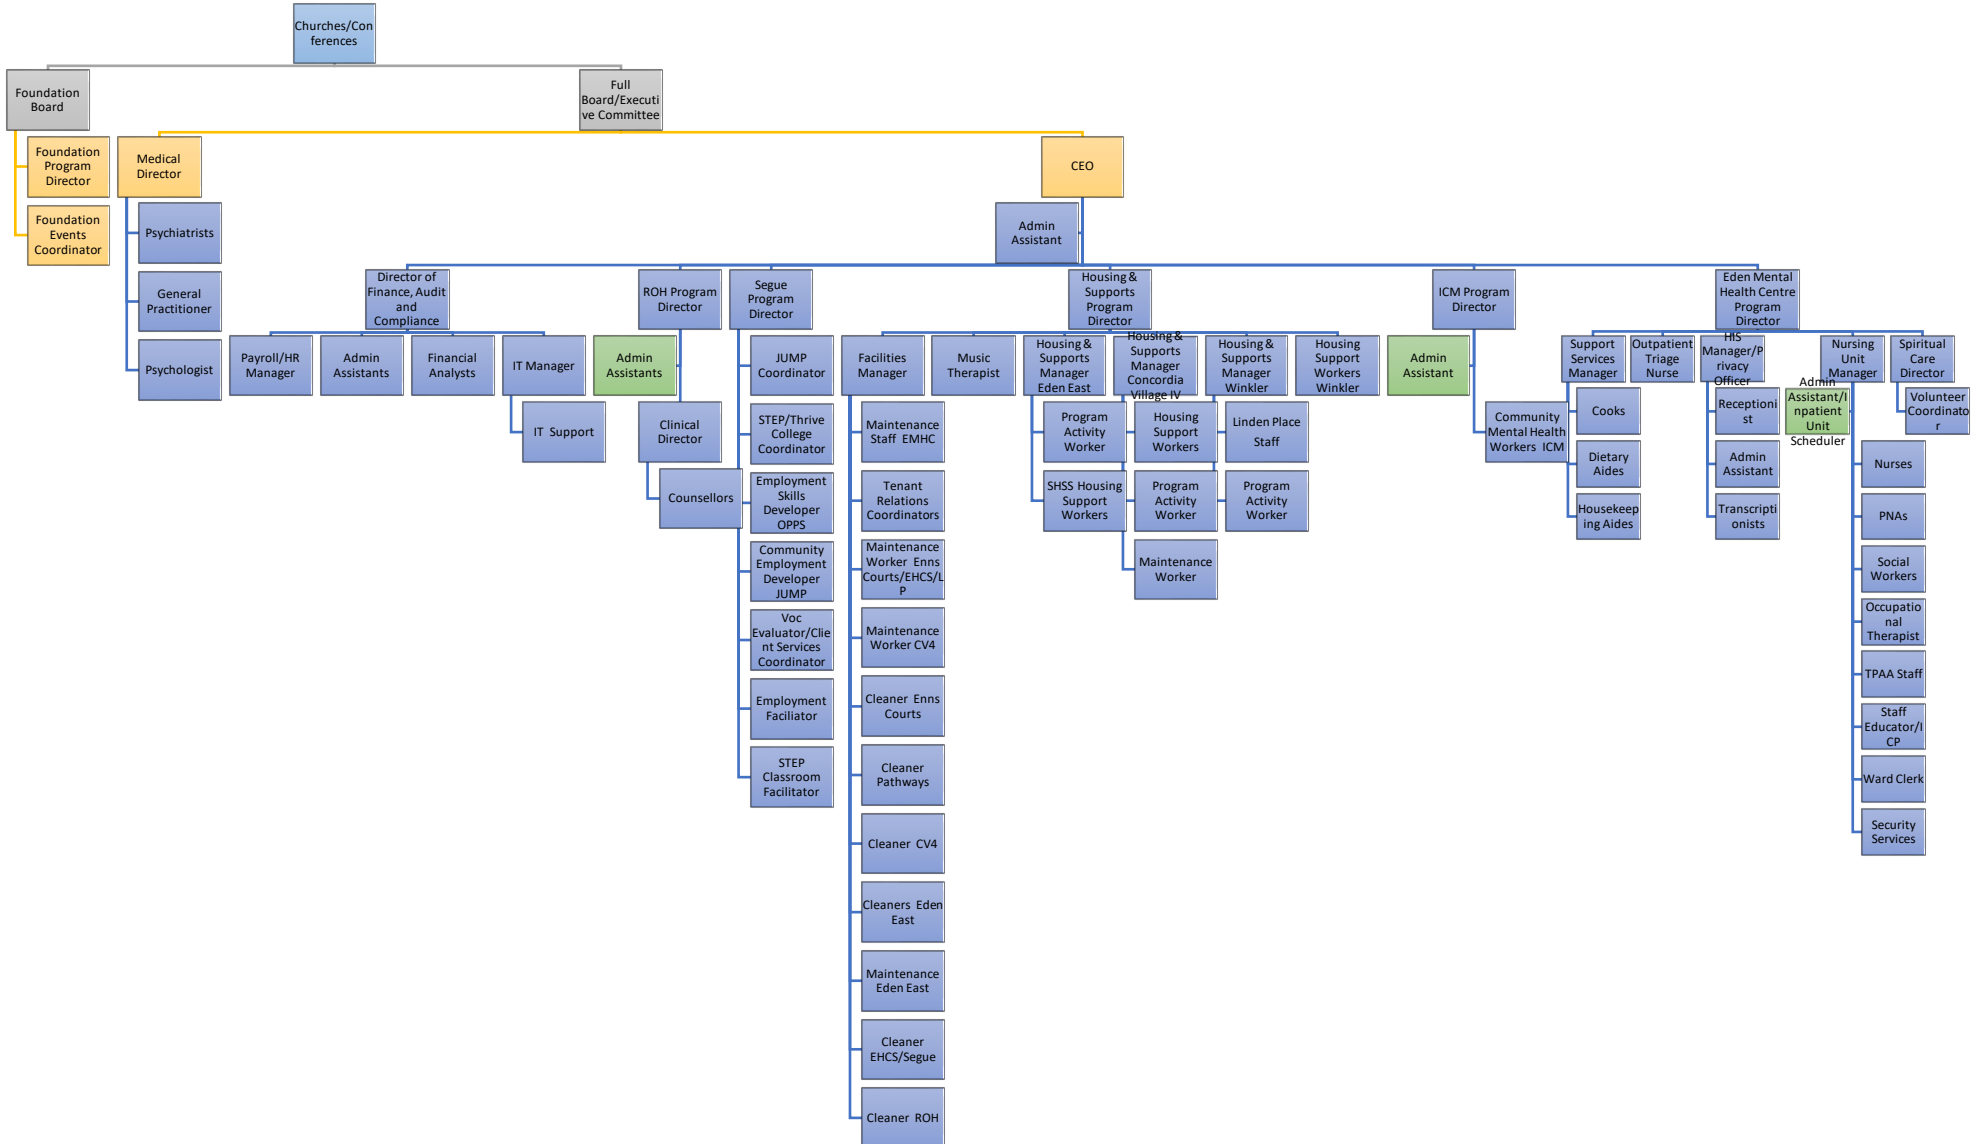 Churches/Con
ferences
Foundation
Board
Full
Board/Executi
ve Committee
Foundation
Program
Director
Medical
Director
CEO
Foundation
Events
Coordinator
Psychiatrists
Admin
Assistant
General
Practitioner
Director of
Finance, Audit
and
Compliance
ROH Program
Director
Segue
Program
Director
Housing &
Supports
Program
Director
ICM Program
Director
Eden Mental
Health Centre
Program
Director
Psychologist
Payroll/HR
Manager
Admin
Assistants
Financial
Analysts
IT Manager
Admin
Assistants
JUMP
Coordinator
Facilities
Manager
Music
Therapist
Housing &
Supports
Manager
Eden East
Housing &
Supports
Manager
Concordia
Village IV
Housing &
Supports
Manager
Winkler
Housing
Support
Workers
Winkler
Admin
Assistant
Support
Services
Manager
Outpatient
Triage
Nurse
HIS
Manager/P
rivacy
Officer
Nursing
Unit
Manager
Spiritual
Care
Director
IT Support
Clinical
Director
STEP/Thrive
College
Coordinator
Maintenance
Staff EMHC
Program
Activity
Worker
Housing
Support
Workers
Linden Place
Staff
Community
Mental Health
Workers ICM
Cooks
Receptioni
st
Admin
Assistant/I
npatient
Unit
Scheduler
Volunteer
Coordinato
r
Counsellors
Employment
Skills
Developer
OPPS
Tenant
Relations
Coordinators
SHSS Housing
Support
Workers
Program
Activity
Worker
Program
Activity
Worker
Dietary
Aides
Admin
Assistant
Nurses
Housekeep
ing Aides
Transcripti
onists
PNAs
Community
Employment
Developer
JUMP
Maintenance
Worker Enns
Courts/EHCS/L
P
Maintenance
Worker
Social
Workers
Voc
Evaluator/Clie
nt Services
Coordinator
Maintenance
Worker CV4
Occupatio
nal
Therapist
Employment
Faciliator
Cleaner Enns
Courts
TPAA Staff
Staff
Educator/I
CP
STEP
Classroom
Facilitator
Cleaner
Pathways
Ward Clerk
Cleaner CV4
Security
Services
Cleaners Eden
East
Maintenance
Eden East
Cleaner
EHCS/Segue
Cleaner ROH